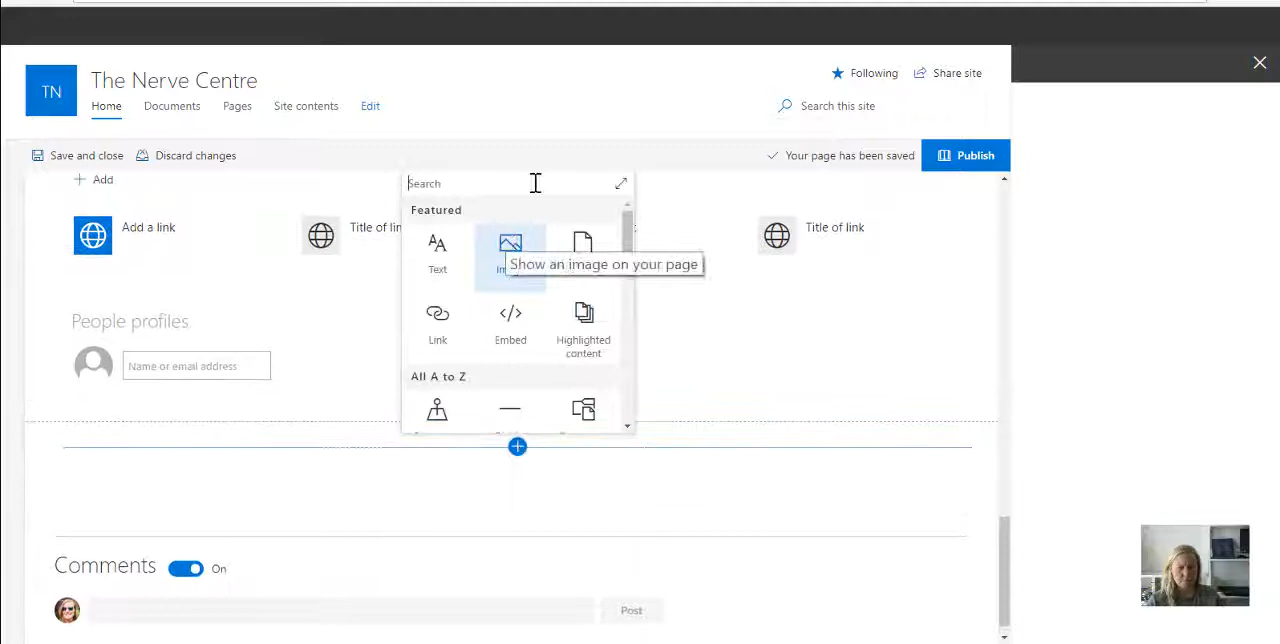 TN
The Nerve Centre
Following
Share site
Home
Documents
Pages
Site contents
Edit
Search this site
Save and close
Discard changes
Your page has been saved
Publish
Add
Search
Featured
Add a link
Title of lin
Title of link
Text
Show an image on your page
Link
Embed
Highlighted
content
People profiles
Name or email address
All A to Z
Comments
On
Post